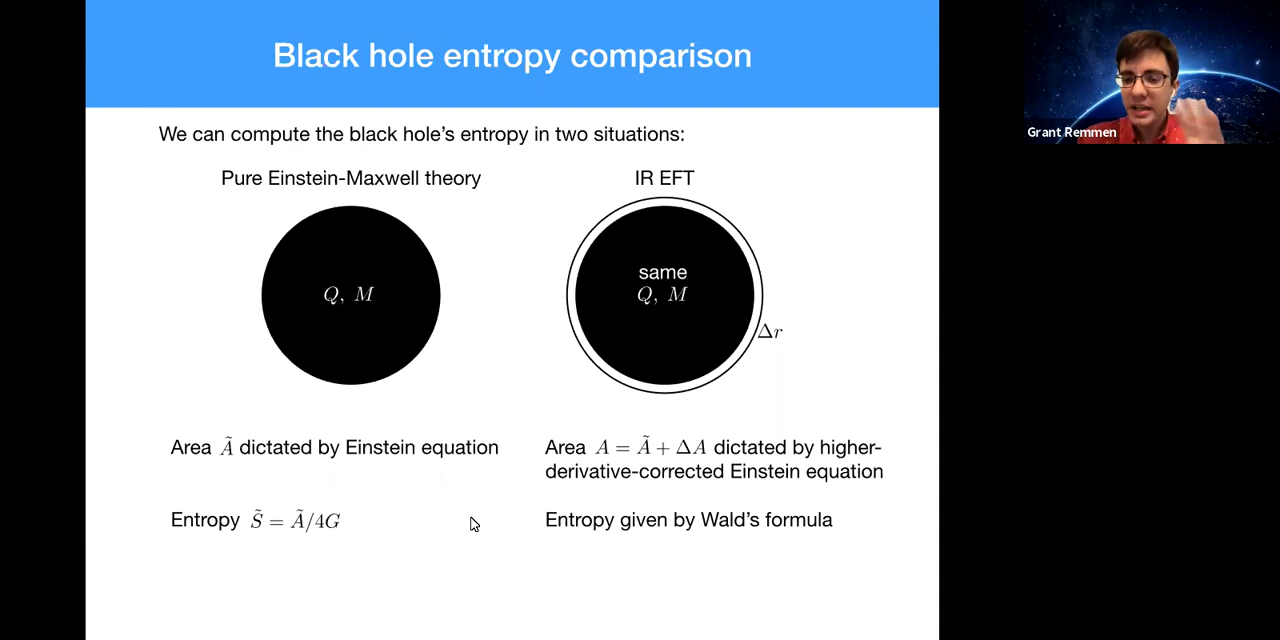 Black hole entropy comparison
Grant Remmen
We can compute the black hole's entropy in two situations:
Pure Einstein-Maxwell theory
IR EFT
Q, M
same
Q, M
Δr
Area Ã dictated by Einstein equation
Area A = Ã + ΔA dictated by higher-
derivative-corrected Einstein equation
Entropy S̃ = Ã/4G
Entropy given by Wald's formula